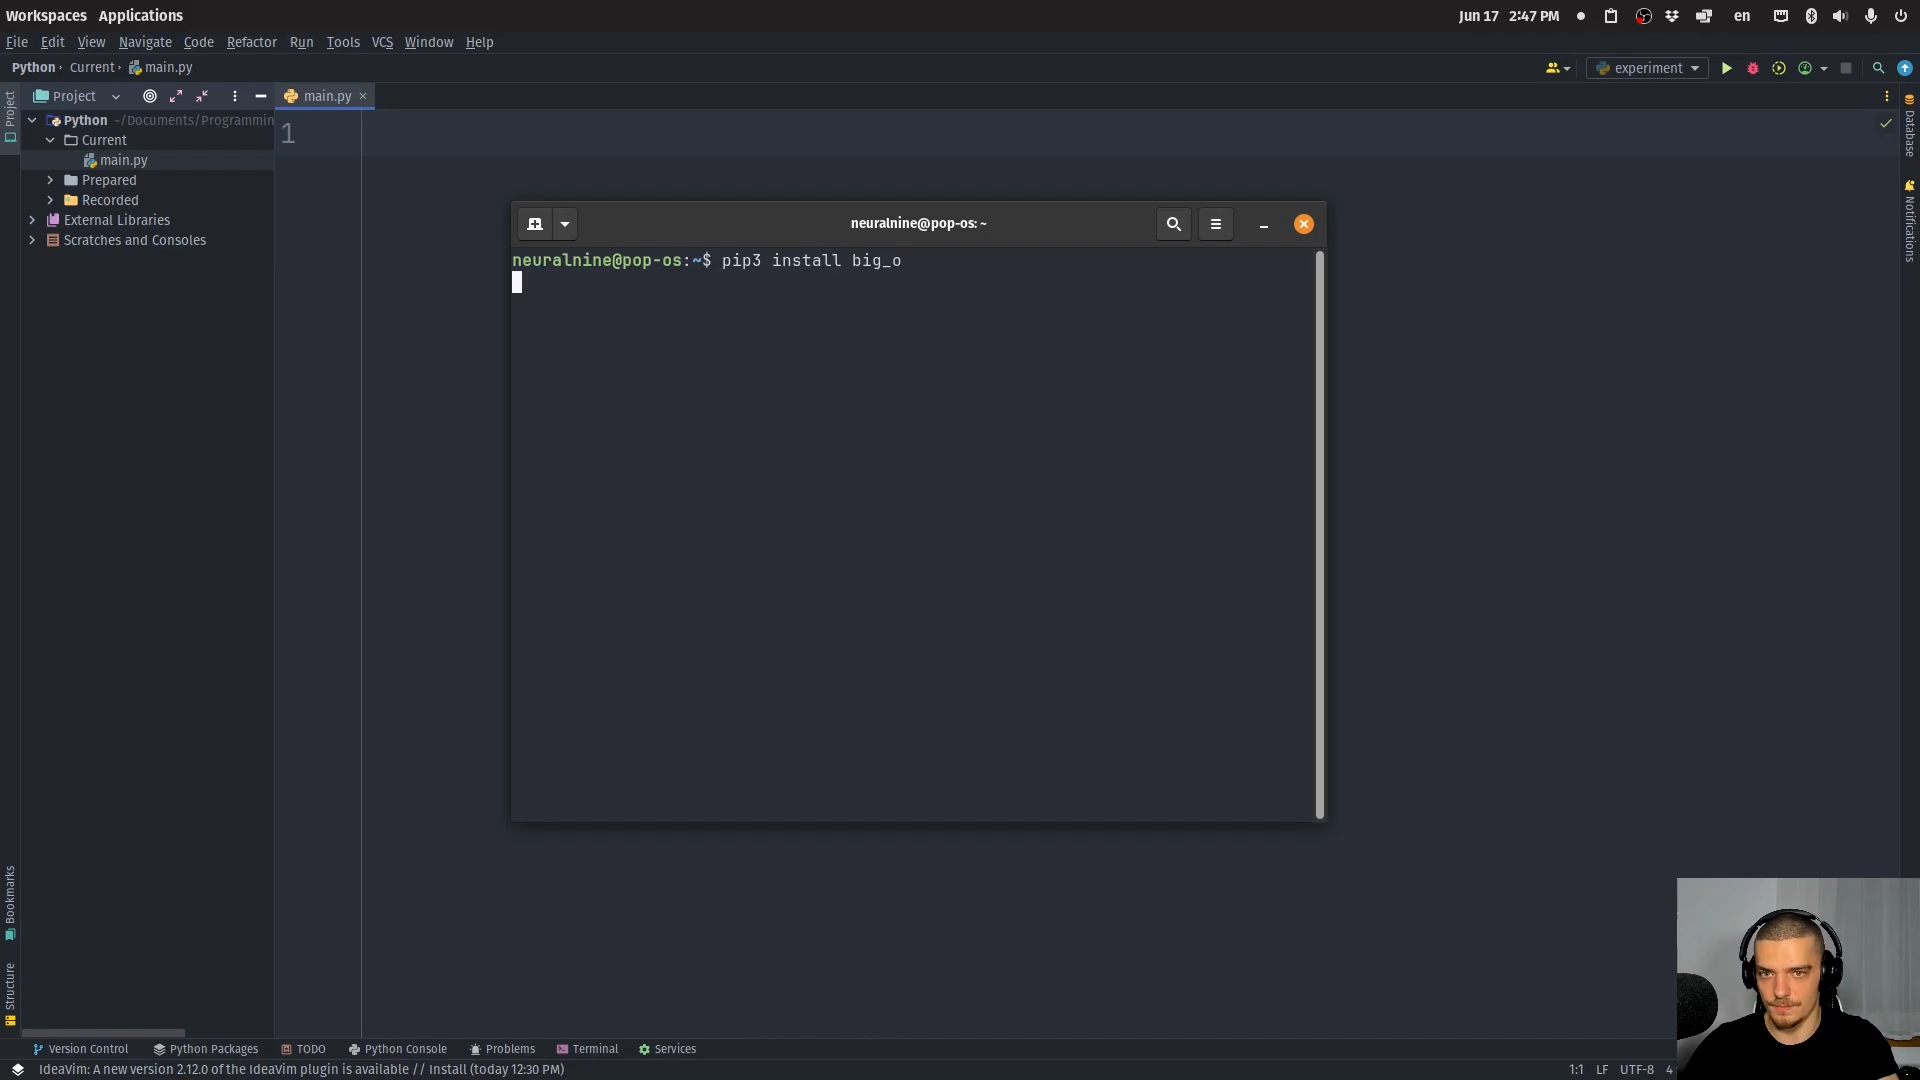 Workspaces Applications
Jun 17 2:47 PM
en
File Edit View Navigate Code Refactor Run Tools VCS Window Help
Python › Current › main.py
experiment
Project
main.py
Project
Python ~/Documents/Programmin
1
Current
main.py
Prepared
Recorded
External Libraries
Scratches and Consoles
Database
Notifications
neuralnine@pop-os: ~
neuralnine@pop-os:~$ pip3 install big_o
Bookmarks
Structure
Version Control Python Packages TODO Python Console Problems Terminal Services
IdeaVim: A new version 2.12.0 of the IdeaVim plugin is available // Install (today 12:30 PM)
1:1 LF UTF-8 4